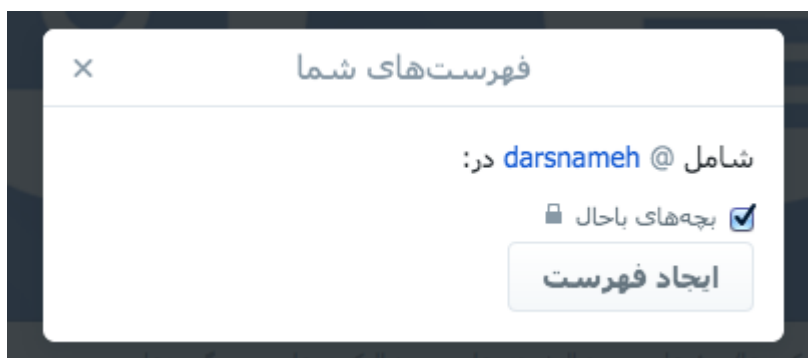 فهرست‌های شما
شامل @ darsnameh در:
بچه‌های باحال
ایجاد فهرست